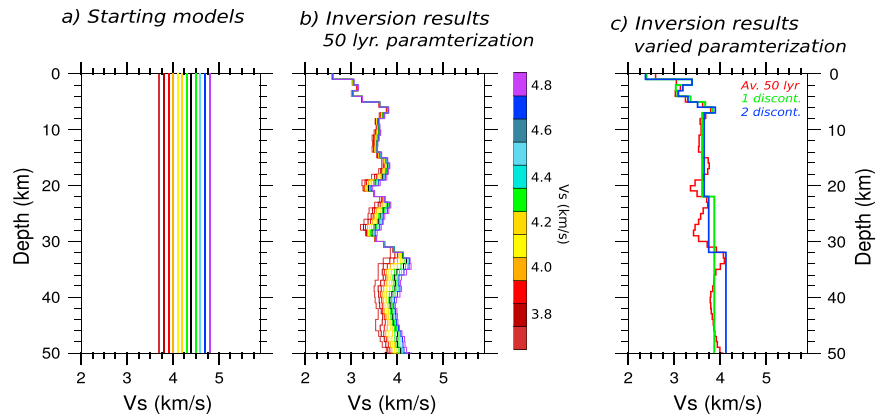 a) Starting models
b) Inversion results
50 lyr. paramterization
c) Inversion results
varied paramterization
0
10
20
30
40
50
Depth (km)
2 3 4 5
Vs (km/s)
2 3 4 5
Vs (km/s)
4.8
4.6
4.4
4.2
4.0
3.8
Vs (km/s)
Av. 50 lyr
1 discont.
2 discont.
2 3 4 5
Vs (km/s)
0
10
20
30
40
50
Depth (km)